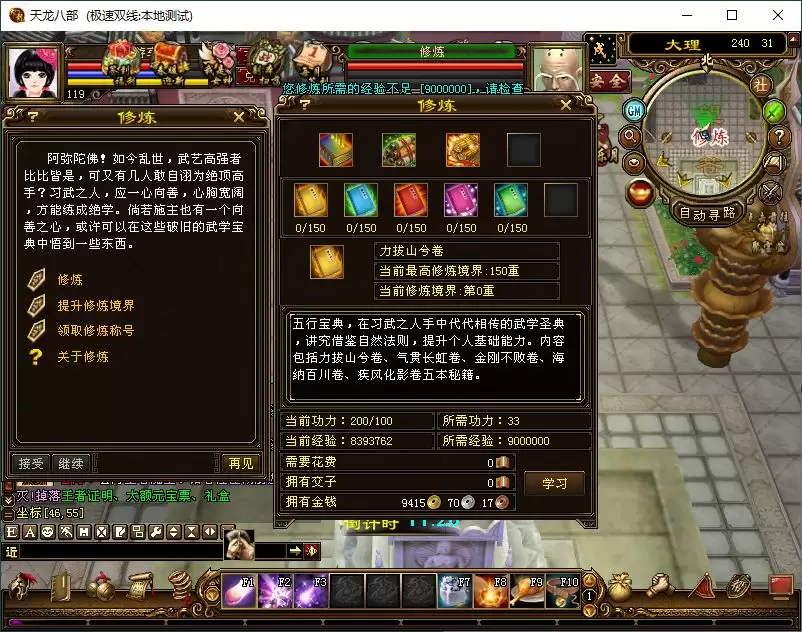 天龙八部 (极速双线:本地测试)
119
修炼
您修炼所需的经验不足 [9000000] ，请检查
安全
大理 240 31
北
社
GM
修炼
自动寻路
修炼
阿弥陀佛！如今乱世，武艺高强者
比比皆是，可又有几人敢自诩为绝顶高
手？习武之人，应一心向善，心胸宽阔
，方能练成绝学。倘若施主也有一个向
善之心，或许可以在这些破旧的武学宝
典中悟到一些东西。
修炼
提升修炼境界
领取修炼称号
关于修炼
接受 继续 再见
修炼
0/150 0/150 0/150 0/150 0/150
力拔山兮卷
当前最高修炼境界:150重
当前修炼境界:第0重
五行宝典，在习武之人手中代代相传的武学圣典
，讲究借鉴自然法则，提升个人基础能力。内容
包括力拔山兮卷、气贯长虹卷、金刚不败卷、海
纳百川卷、疾风化影卷五本秘籍。
当前功力：200/100 所需功力：33
当前经验：8393762 所需经验：9000000
需要花费 0
拥有交子 0
拥有金钱 9415 70 17
学习
灭!掉落王者证明、大额元宝票、礼盒
坐标[46,55]
倒计时 11:28
近
F1 F2 F3 F7 F8 F9 F10
1